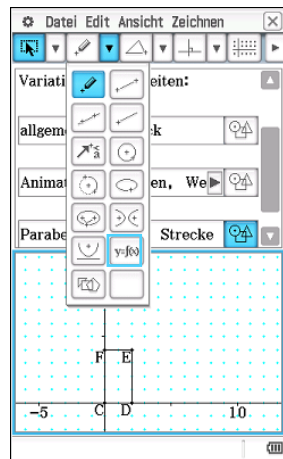 Datei Edit Ansicht Zeichnen
Variati eiten:
allgem k
Animat en, We
Parabe Strecke
y=f(x)
F E
-5 C D 10